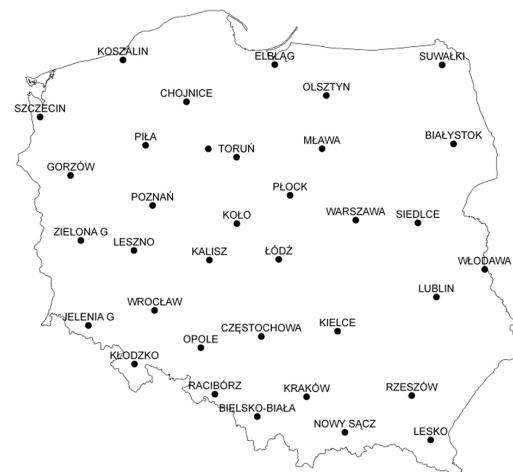 KOSZALIN
ELBLĄG
SUWAŁKI
CHOJNICE
OLSZTYN
SZCZECIN
PIŁA
TORUŃ
MŁAWA
BIAŁYSTOK
GORZÓW
POZNAŃ
PŁOCK
KOŁO
WARSZAWA
SIEDLCE
ZIELONA G
LESZNO
KALISZ
ŁÓDŹ
WŁODAWA
LUBLIN
WROCŁAW
JELENIA G
CZĘSTOCHOWA
KIELCE
OPOLE
KŁODZKO
RACIBÓRZ
KRAKÓW
RZESZÓW
BIELSKO-BIAŁA
NOWY SĄCZ
LESKO